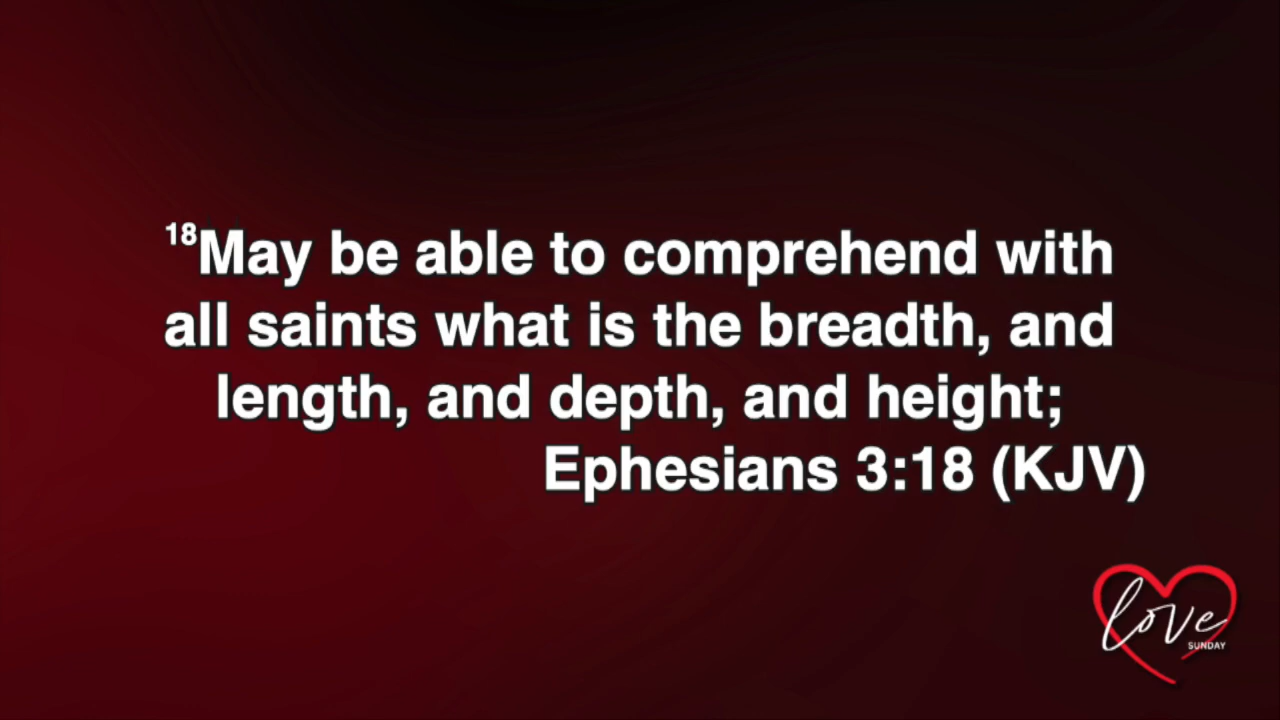 18May be able to comprehend with
all saints what is the breadth, and
length, and depth, and height;
Ephesians 3:18 (KJV)
love
SUNDAY